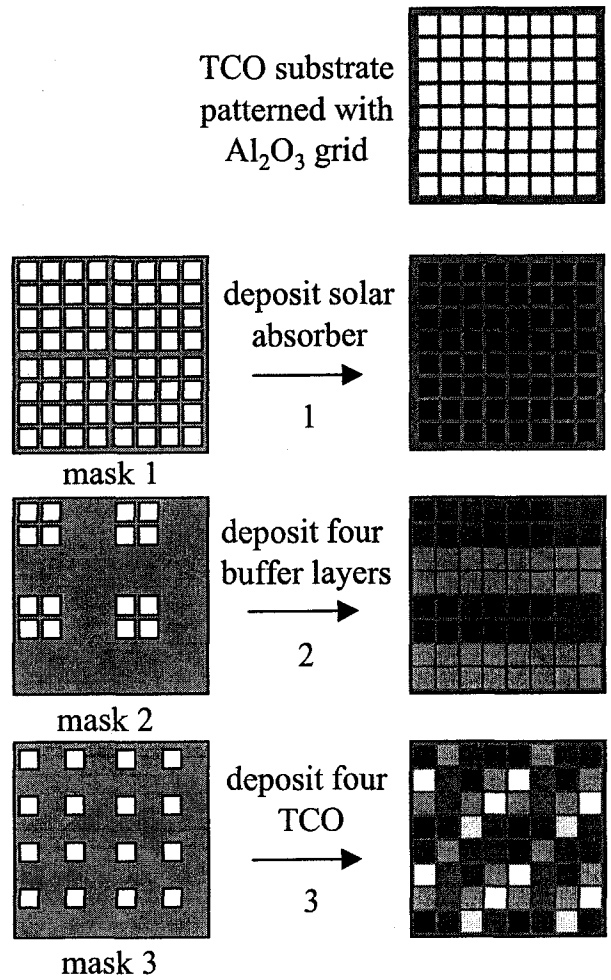 TCO substrate
patterned with
Al₂O₃ grid
deposit solar
absorber
1
mask 1
deposit four
buffer layers
2
mask 2
deposit four
TCO
3
mask 3